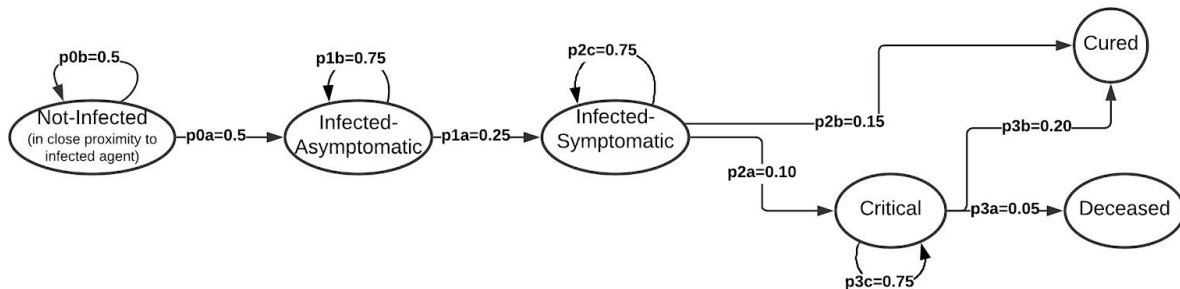 p0b=0.5
p1b=0.75
p2c=0.75
Cured
Not-Infected
(in close proximity to
infected agent)
p0a=0.5
Infected-
Asymptomatic
p1a=0.25
Infected-
Symptomatic
p2b=0.15
p3b=0.20
p2a=0.10
Critical
p3a=0.05
Deceased
p3c=0.75